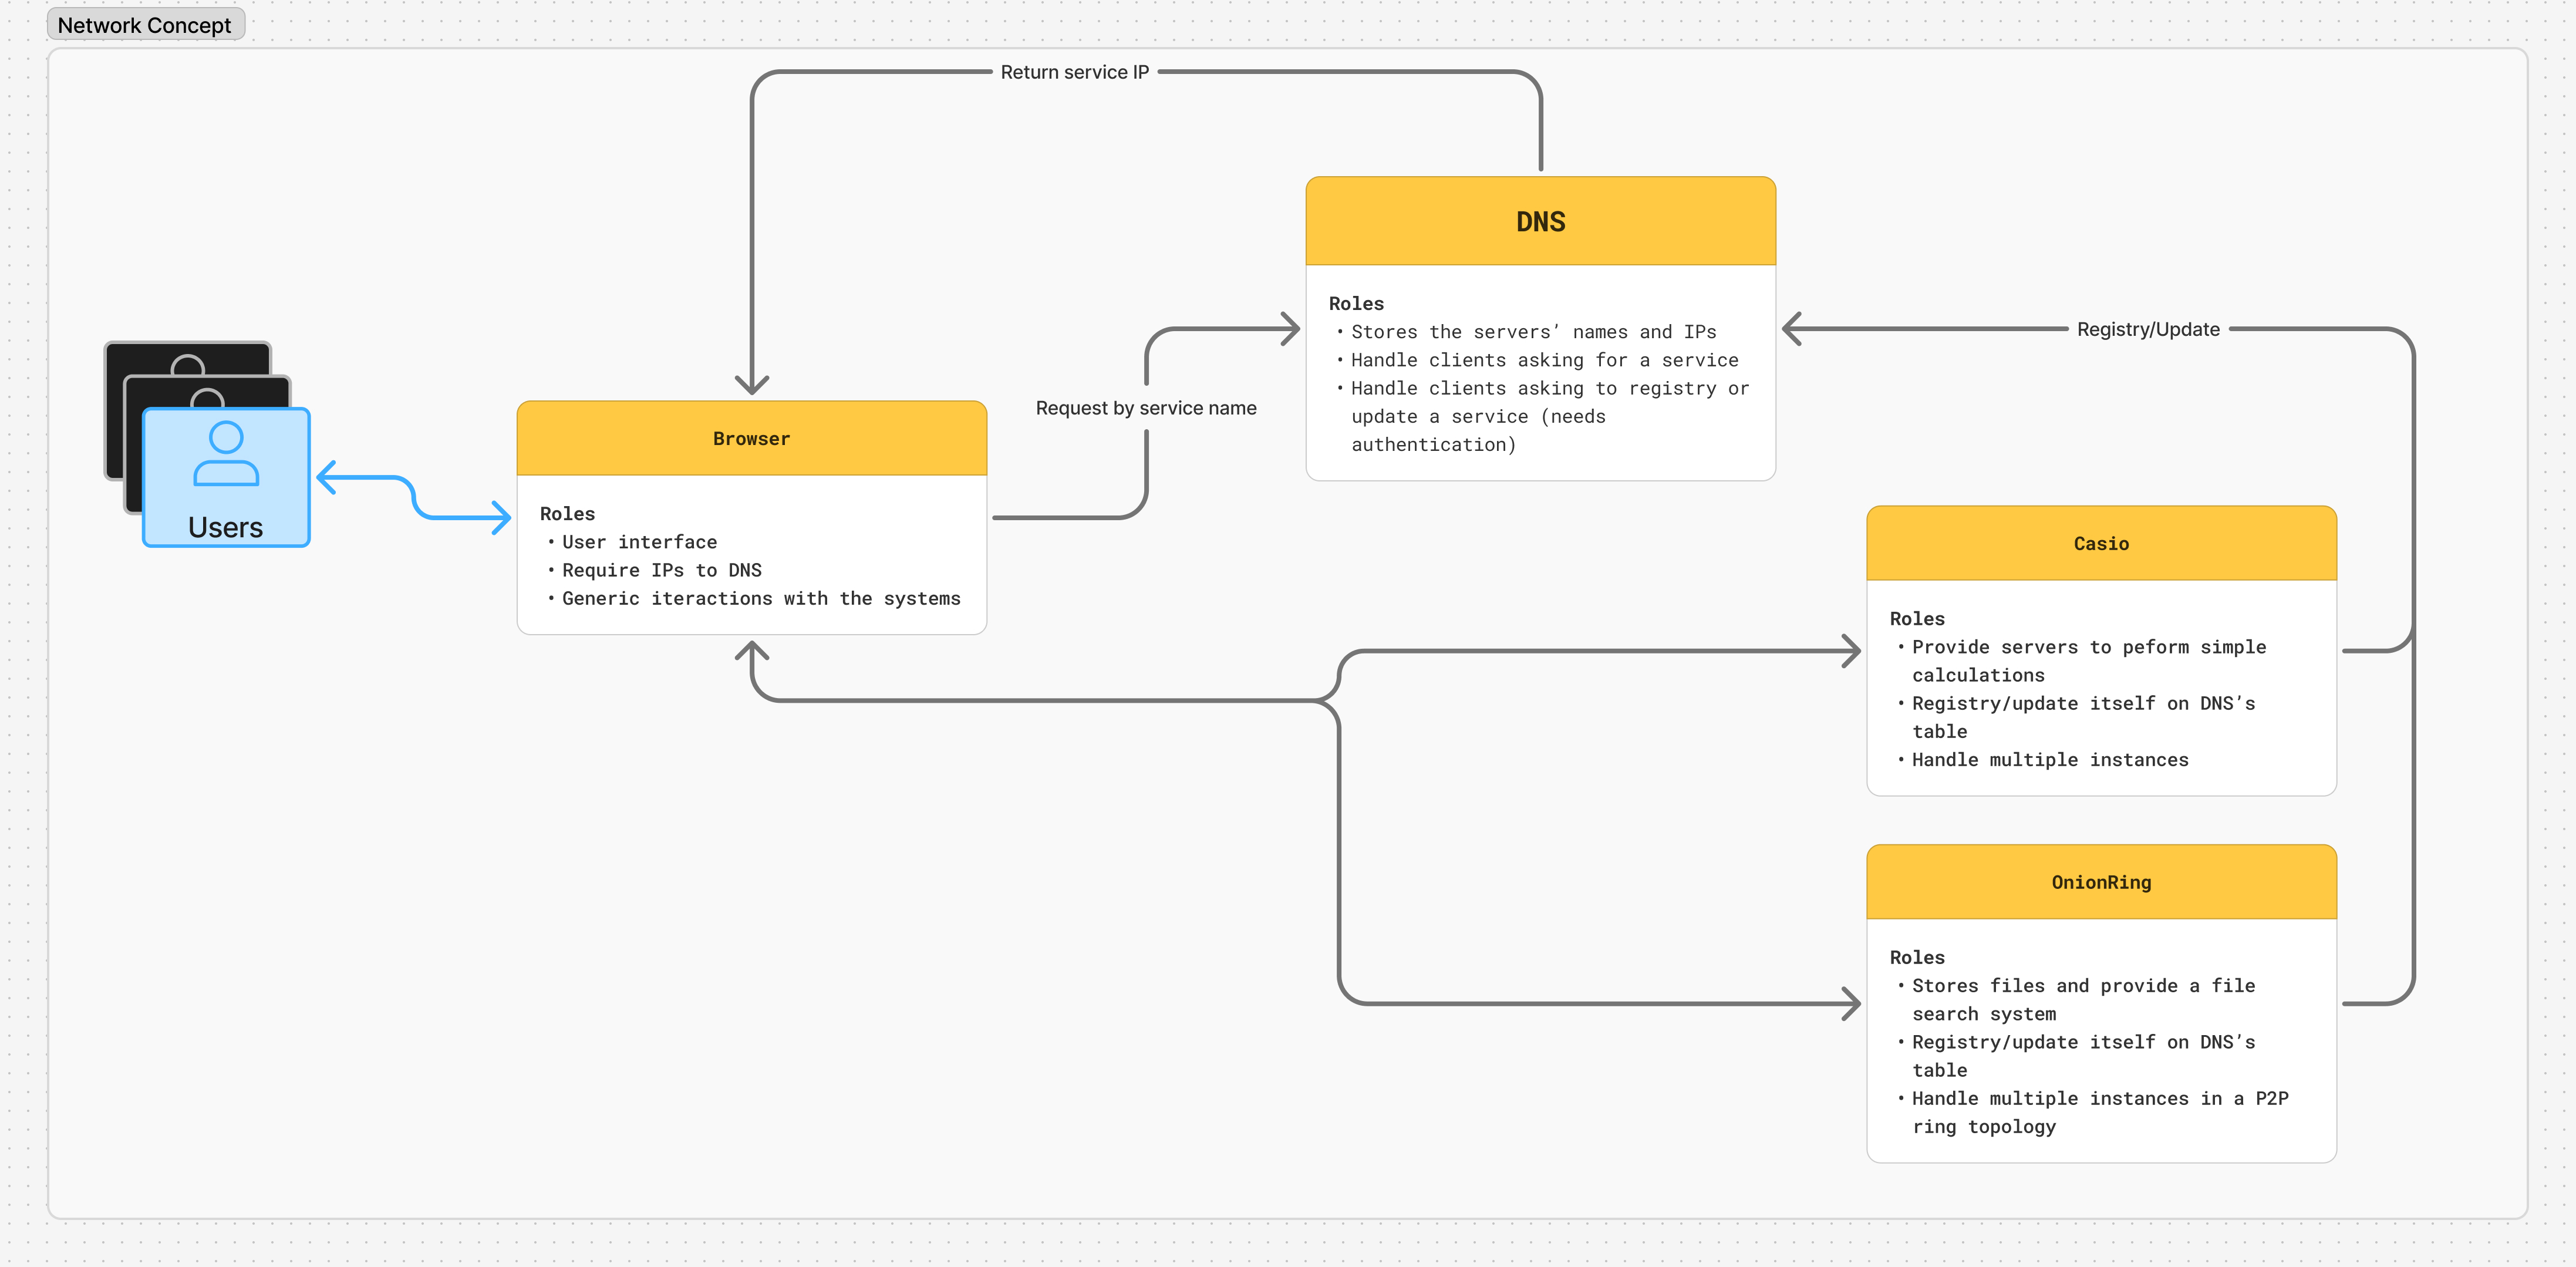 Network Concept
Return service IP
DNS
Roles
• Stores the servers’ names and IPs
• Handle clients asking for a service
• Handle clients asking to registry or
update a service (needs
authentication)
Registry/Update
Request by service name
Users
Browser
Roles
• User interface
• Require IPs to DNS
• Generic iteractions with the systems
Casio
Roles
• Provide servers to peform simple
calculations
• Registry/update itself on DNS’s
table
• Handle multiple instances
OnionRing
Roles
• Stores files and provide a file
search system
• Registry/update itself on DNS’s
table
• Handle multiple instances in a P2P
ring topology